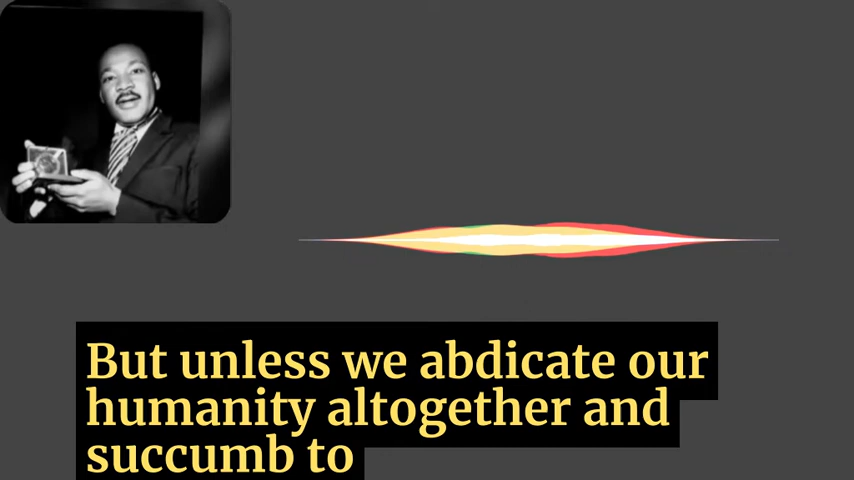 But unless we abdicate our
humanity altogether and
succumb to